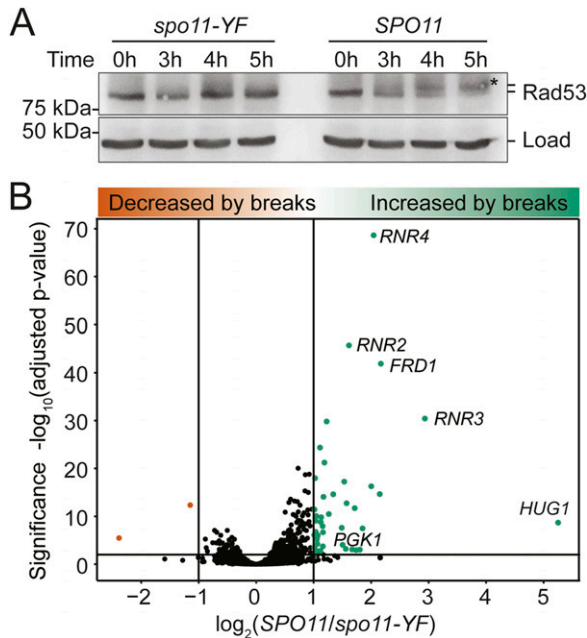 A
spo11-YF SPO11
Time 0h 3h 4h 5h 0h 3h 4h 5h
*
75 kDa Rad53
50 kDa
Load
B
Decreased by breaks Increased by breaks
Significance -log10(adjusted p-value)
70
60
50
40
30
20
10
0
RNR4
RNR2
FRD1
RNR3
HUG1
PGK1
−2 −1 0 1 2 3 4 5
log2(SPO11/spo11-YF)